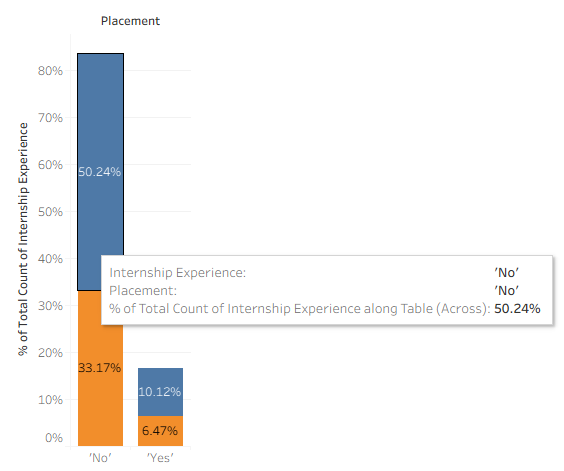 Placement
% of Total Count of Internship Experience
80%
70%
60%
50%
40%
30%
20%
10%
0%
50.24%
33.17%
10.12%
6.47%
Internship Experience: 'No'
Placement: 'No'
% of Total Count of Internship Experience along Table (Across): 50.24%
'No' 'Yes'